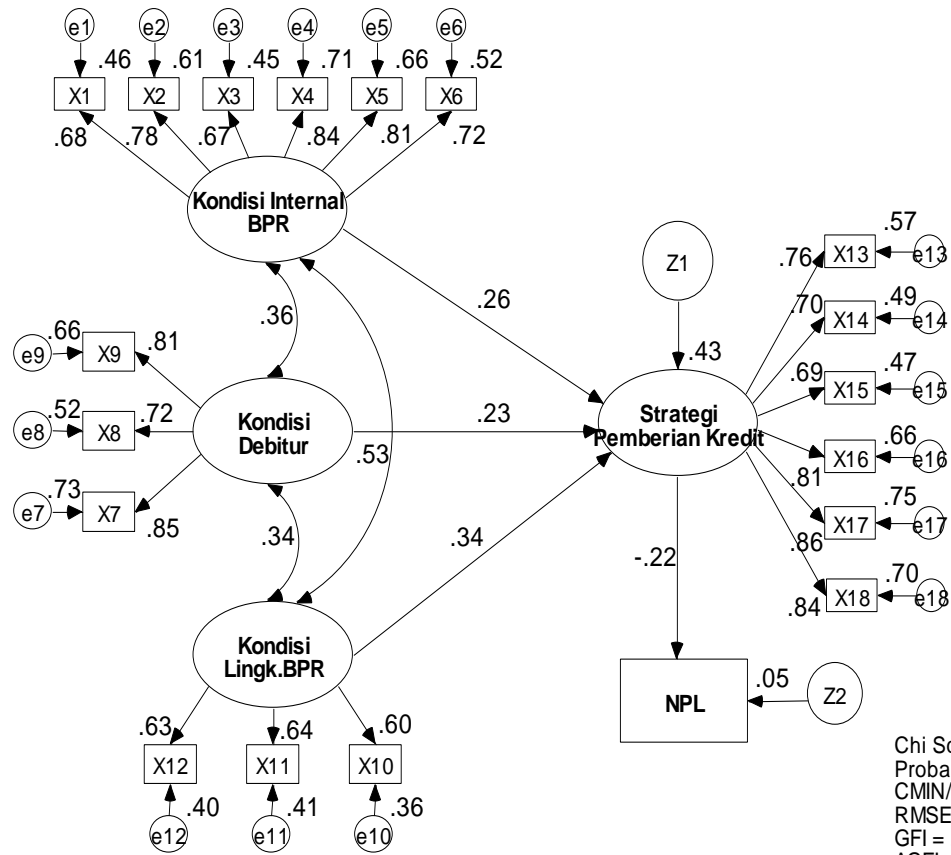 e1 e2 e3 e4 e5 e6
.46 .61 .45 .71 .66 .52
X1 X2 X3 X4 X5 X6
.68 .78 .67 .84 .81 .72
Kondisi Internal
BPR
.57
X13 e13
.76
Z1
.26
.70
.49
X14 e14
.36
.43
.47
.69
X15 e15
.66
e9 X9 .81
.52
e8 X8 .72
Kondisi
Debitur
.23
Strategi
Pemberian Kredit
.66
X16 e16
.53
.81
.75
.73
e7 X7
.85
X17 e17
.34
.34
-.22
.86
.70
.84 X18 e18
Kondisi
Lingk.BPR
NPL
.05
Z2
.63 .64 .60
X12 X11 X10
.40 .41 .36
e12 e11 e10
CMIN/
RMSE
GFI =